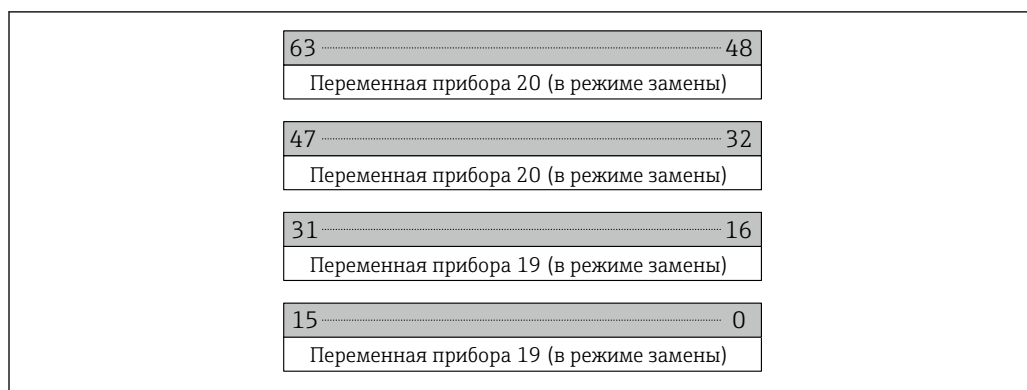 63 48
Переменная прибора 20 (в режиме замены)
47 32
Переменная прибора 20 (в режиме замены)
31 16
Переменная прибора 19 (в режиме замены)
15 0
Переменная прибора 19 (в режиме замены)